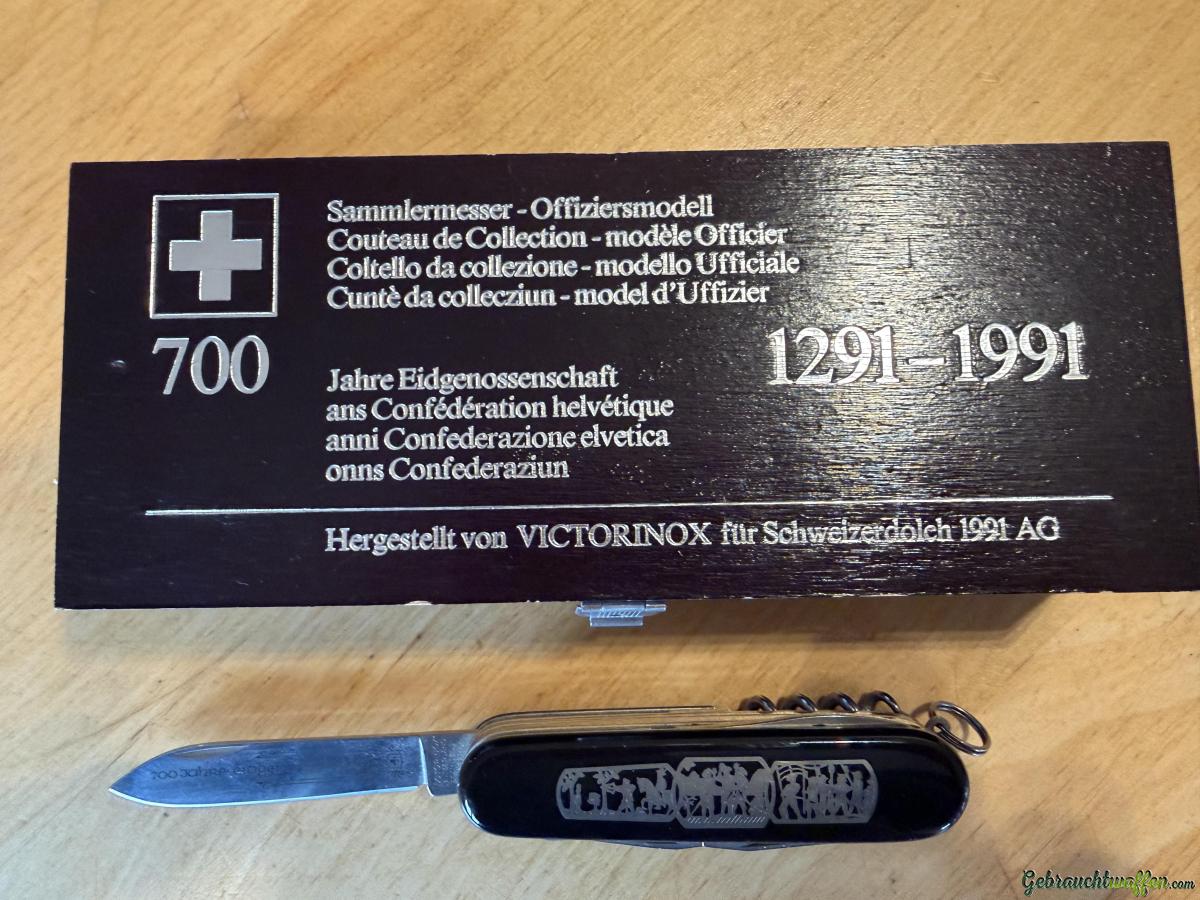 Sammlermesser - Offiziersmodell
Couteau de Collection - modèle Officier
Coltello da collezione - modello Ufficiale
Cuntè da collecziun - model d'Uffizier
700
1291–1991
Jahre Eidgenossenschaft
ans Confédération helvétique
anni Confederazione elvetica
onns Confederaziun
Hergestellt von VICTORINOX für Schweizerdolch 1991 AG
700 Jahre
Gebrauchtwaffen.com